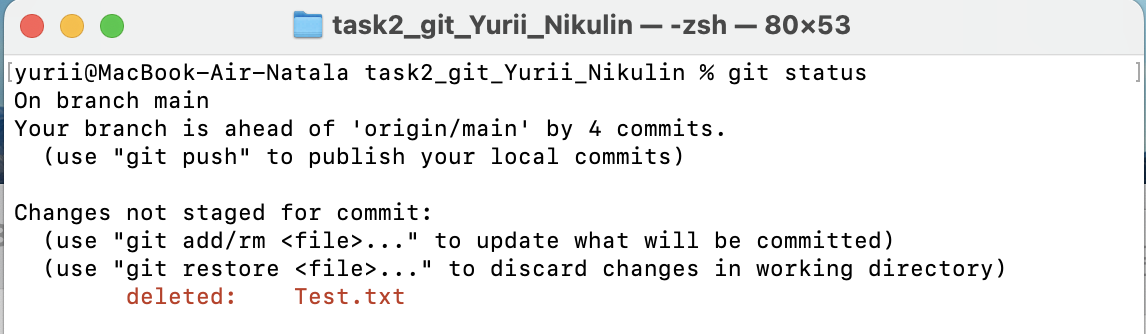 task2_git_Yurii_Nikulin — -zsh — 80×53
[yurii@MacBook-Air-Natala task2_git_Yurii_Nikulin % git status ]
On branch main
Your branch is ahead of 'origin/main' by 4 commits.
  (use "git push" to publish your local commits)

Changes not staged for commit:
  (use "git add/rm <file>..." to update what will be committed)
  (use "git restore <file>..." to discard changes in working directory)
        deleted:    Test.txt